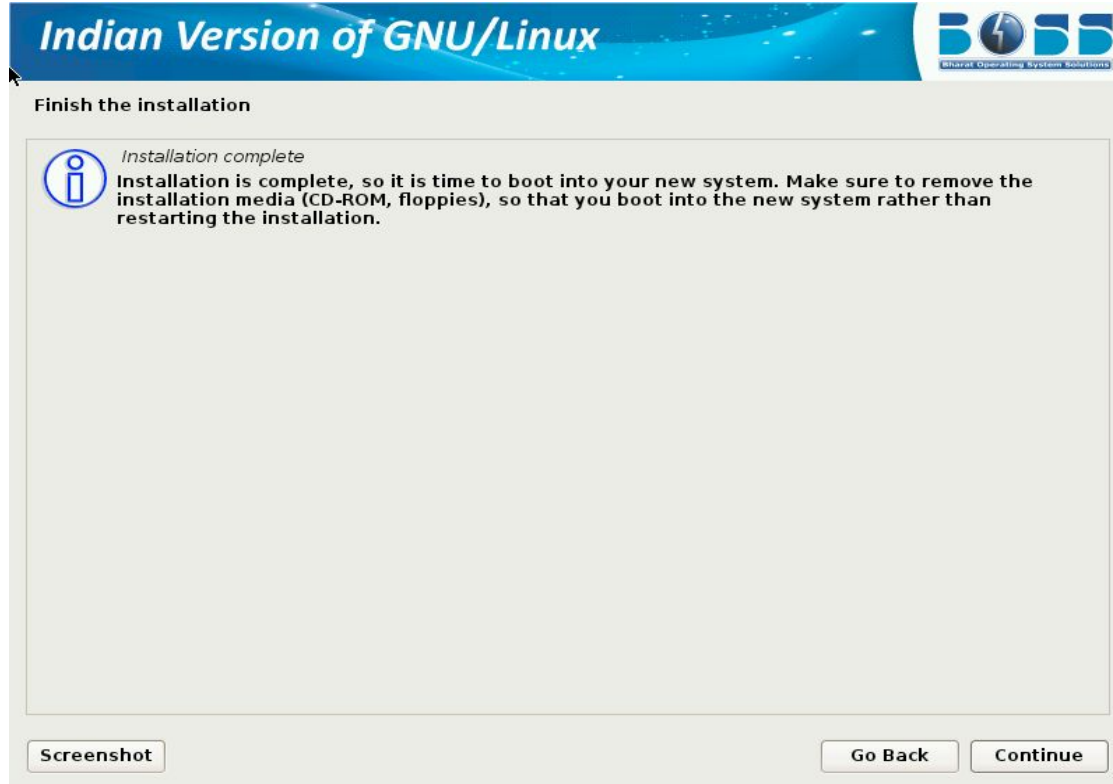 Indian Version of GNU/Linux
BOSS
Bharat Operating System Solutions
Finish the installation
Installation complete
Installation is complete, so it is time to boot into your new system. Make sure to remove the
installation media (CD-ROM, floppies), so that you boot into the new system rather than
restarting the installation.
Screenshot
Go Back
Continue